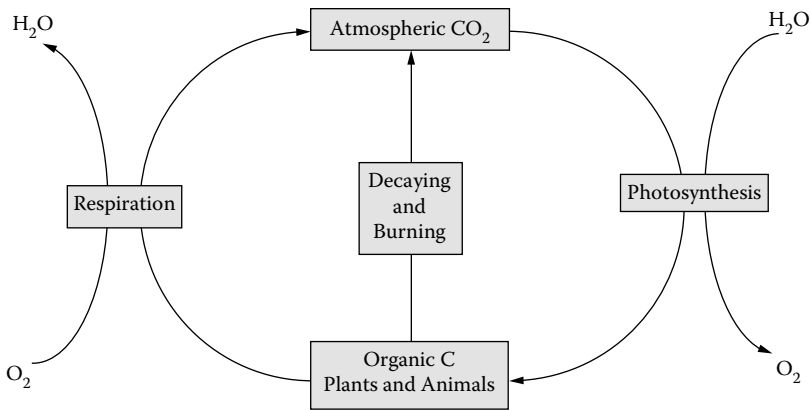 H₂O
Atmospheric CO₂
H₂O
Respiration
Decaying
and
Burning
Photosynthesis
O₂
Organic C
Plants and Animals
O₂